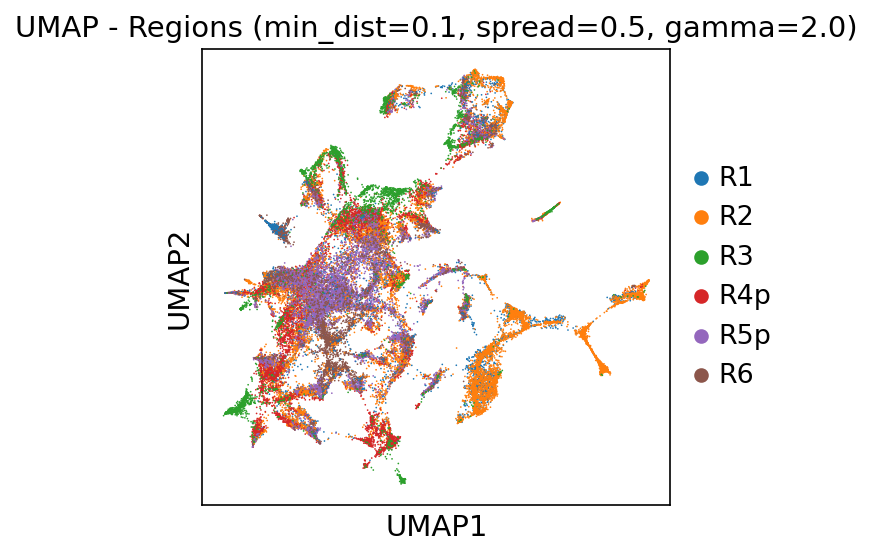 UMAP - Regions (min_dist=0.1, spread=0.5, gamma=2.0)
UMAP2
UMAP1
R1
R2
R3
R4p
R5p
R6